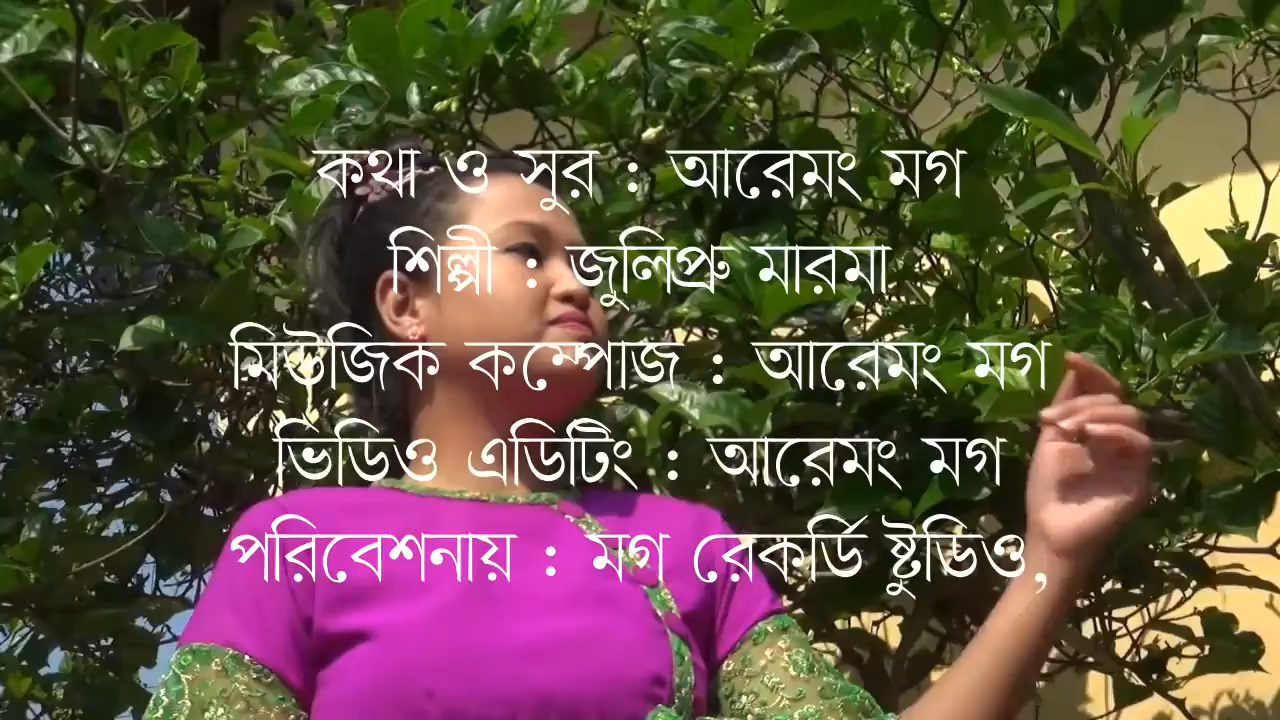 কথা ও সুর : আরেমং মগ
শিল্পী : জুলিপ্রু মারমা
মিউজিক কম্পোজ : আরেমং মগ
ভিডিও এডিটিং : আরেমং মগ
পরিবেশনায় : মগ রেকর্ডি ষ্টুডিও,